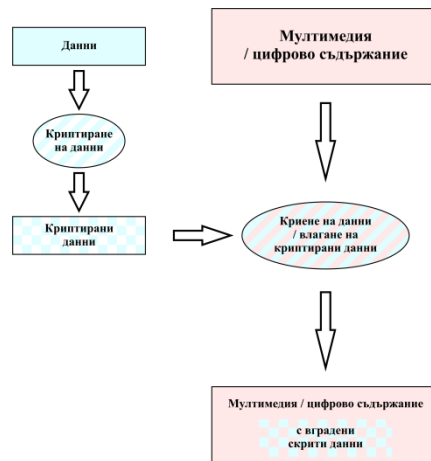 Данни
Мултимедия
/ цифрово съдържание
Криптиране
на данни
Криптирани
данни
Криене на данни
/ влагане на
криптирани данни
Мултимедия / цифрово съдържание
с вградени
скрити данни